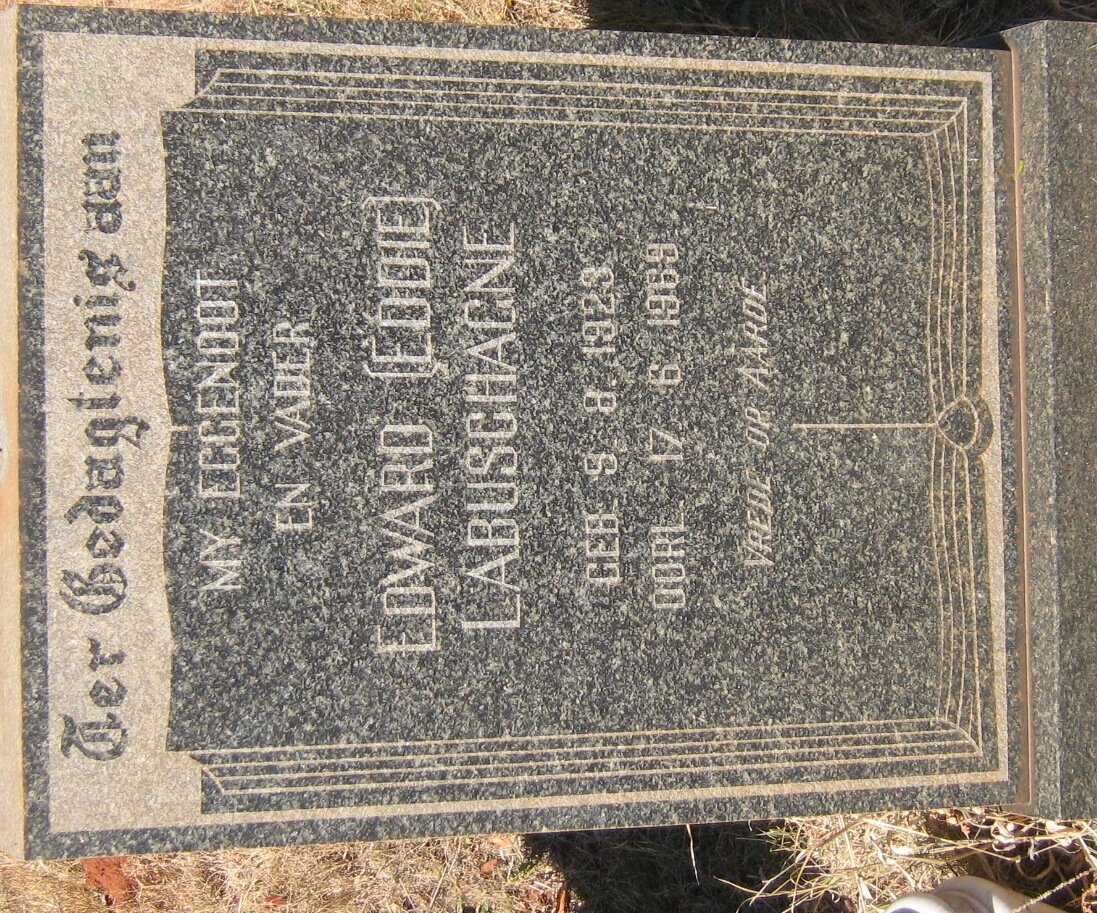 Ter Gedagtenis aan
MY EGGENOOT
EN VADER
EDWARD (EDDIE)
LABUSCHAGNE
GEB 9. 8. 1923
OORL 17 6. 1969
VREDE OP AARDE